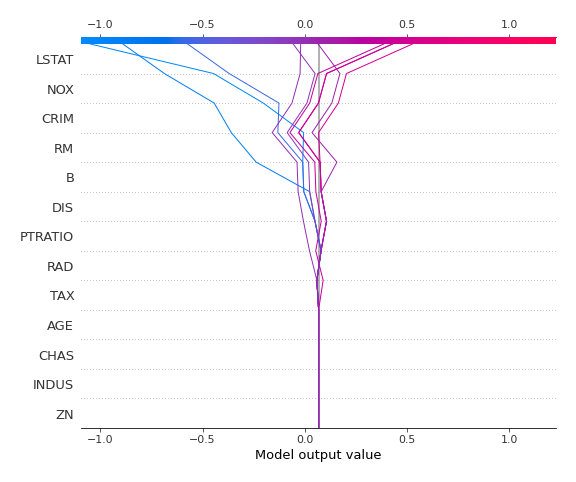 −1.0 −0.5 0.0 0.5 1.0
LSTAT
NOX
CRIM
RM
B
DIS
PTRATIO
RAD
TAX
AGE
CHAS
INDUS
ZN
−1.0 −0.5 0.0 0.5 1.0
Model output value